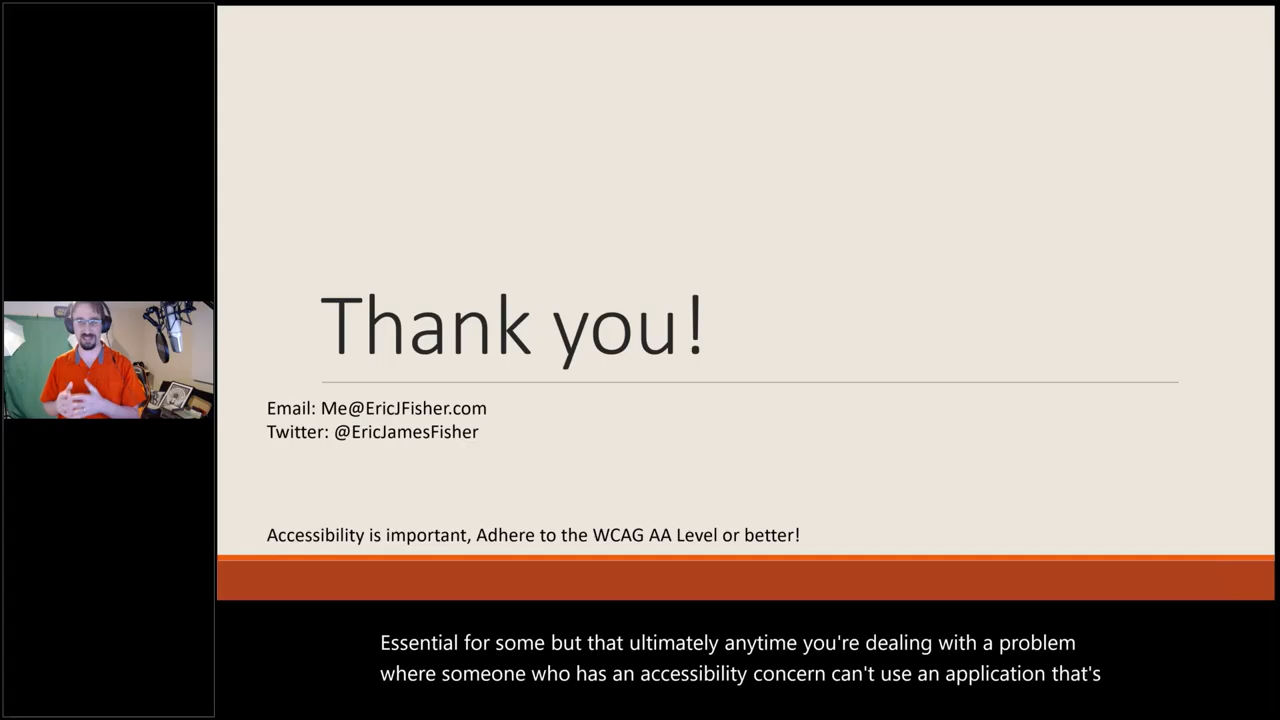 Thank you!
Email: Me@EricJFisher.com
Twitter: @EricJamesFisher
Accessibility is important, Adhere to the WCAG AA Level or better!
Essential for some but that ultimately anytime you're dealing with a problem
where someone who has an accessibility concern can't use an application that's